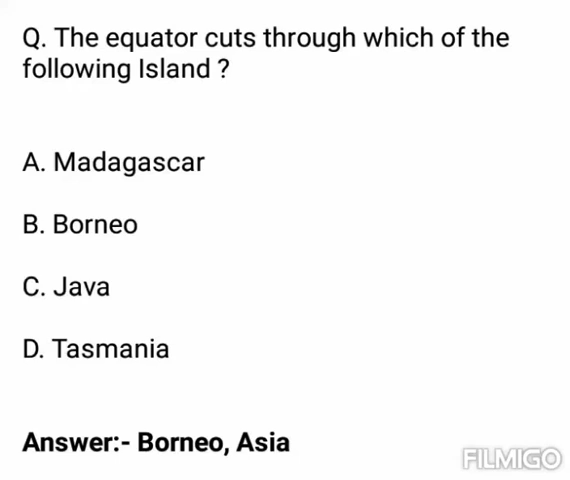 Q. The equator cuts through which of the
following Island ?
A. Madagascar
B. Borneo
C. Java
D. Tasmania
Answer:- Borneo, Asia
FILMIGO